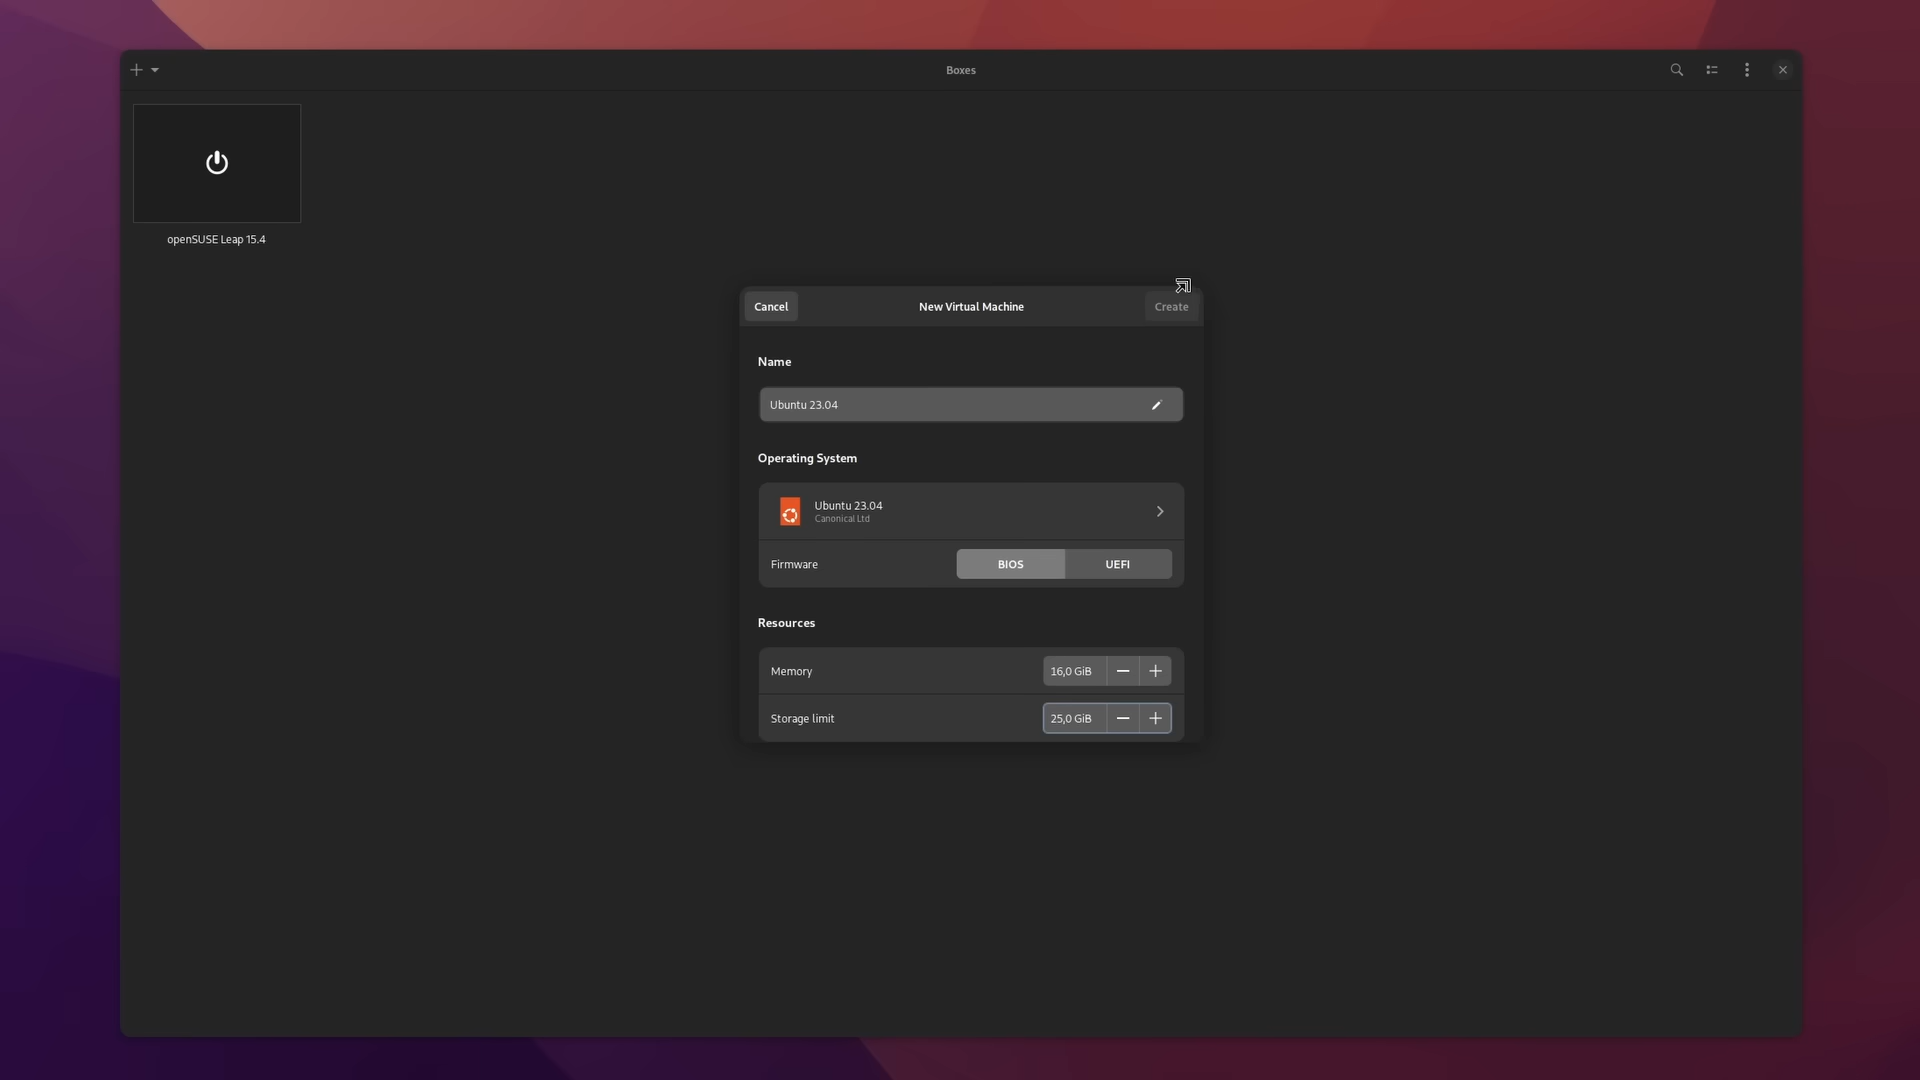 Boxes
openSUSE Leap 15.4
Cancel
New Virtual Machine
Create
Name
Ubuntu 23.04
Operating System
Ubuntu 23.04
Canonical Ltd
Firmware
BIOS
UEFI
Resources
Memory
16,0 GiB
Storage limit
25,0 GiB